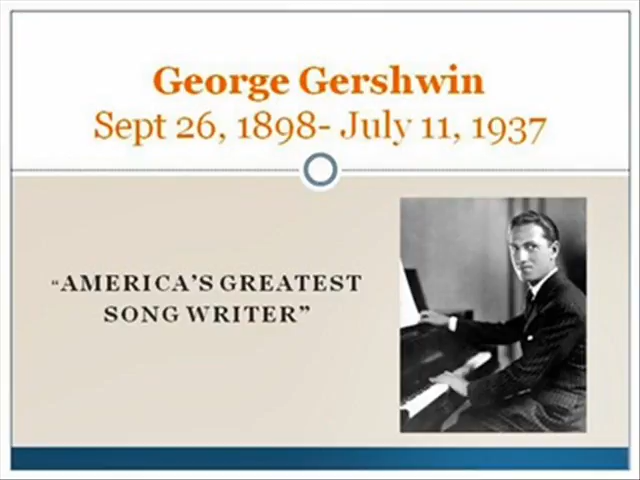 George Gershwin
Sept 26, 1898- July 11, 1937
“AMERICA’S GREATEST
SONG WRITER”